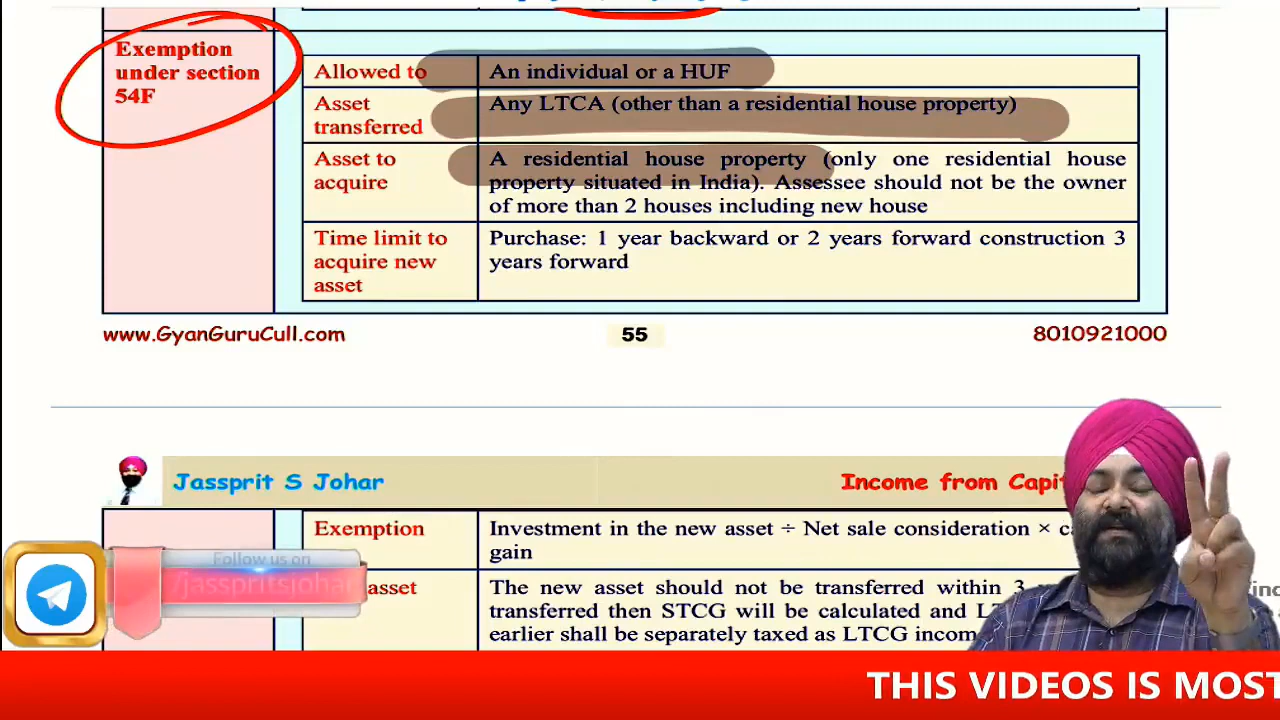 Exemption
under section
54F
Allowed to
An individual or a HUF
Asset
transferred
Any LTCA (other than a residential house property)
Asset to
acquire
A residential house property (only one residential house
property situated in India). Assessee should not be the owner
of more than 2 houses including new house
Time limit to
acquire new
asset
Purchase: 1 year backward or 2 years forward construction 3
years forward
www.GyanGuruCull.com
55
8010921000
Jassprit S Johar
Income from
Exemption
Investment in the new asset ÷ Net sale consideration ×
gain
asset
The new asset should not be transferred within 3
transferred then STCG will be calculated and
earlier shall be separately taxed as LTCG
Follow us on
/jasspritsjohar
THIS VIDEOS IS MOST